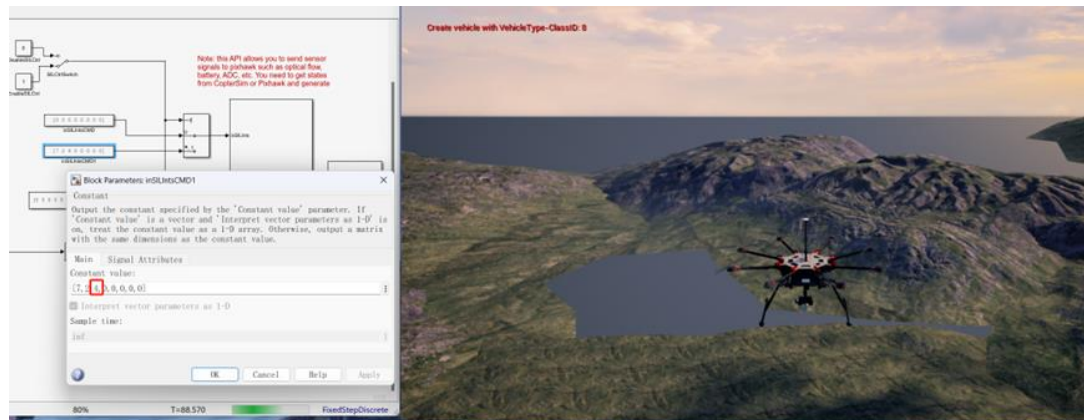 Create vehicle with VehicleType-ClassID: 8
Note: this API allows you to send sensor
signals to pixhawk such as optical flow,
battery, ADC, etc. You need to get states
from CopterSim or Pixhawk and generate
Block Parameters: inSILIntsCMD1
Constant
Output the constant specified by the 'Constant value' parameter. If
'Constant value' is a vector and 'Interpret vector parameters as 1-D' is
on, treat the constant value as a 1-D array. Otherwise, output a matrix
with the same dimensions as the constant value.
Main Signal Attributes
Constant value:
Interpret vector parameters as 1-D
Sample time:
inf
OK Cancel Help Apply
80% T=88.570 FixedStepDiscrete